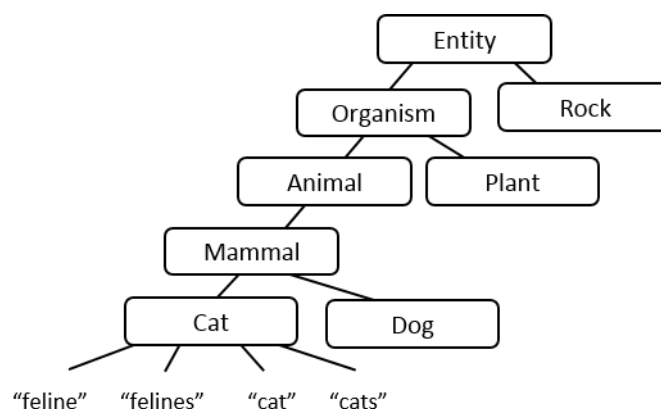 Entity
Organism
Rock
Animal
Plant
Mammal
Cat
Dog
“feline” “felines” “cat” “cats”